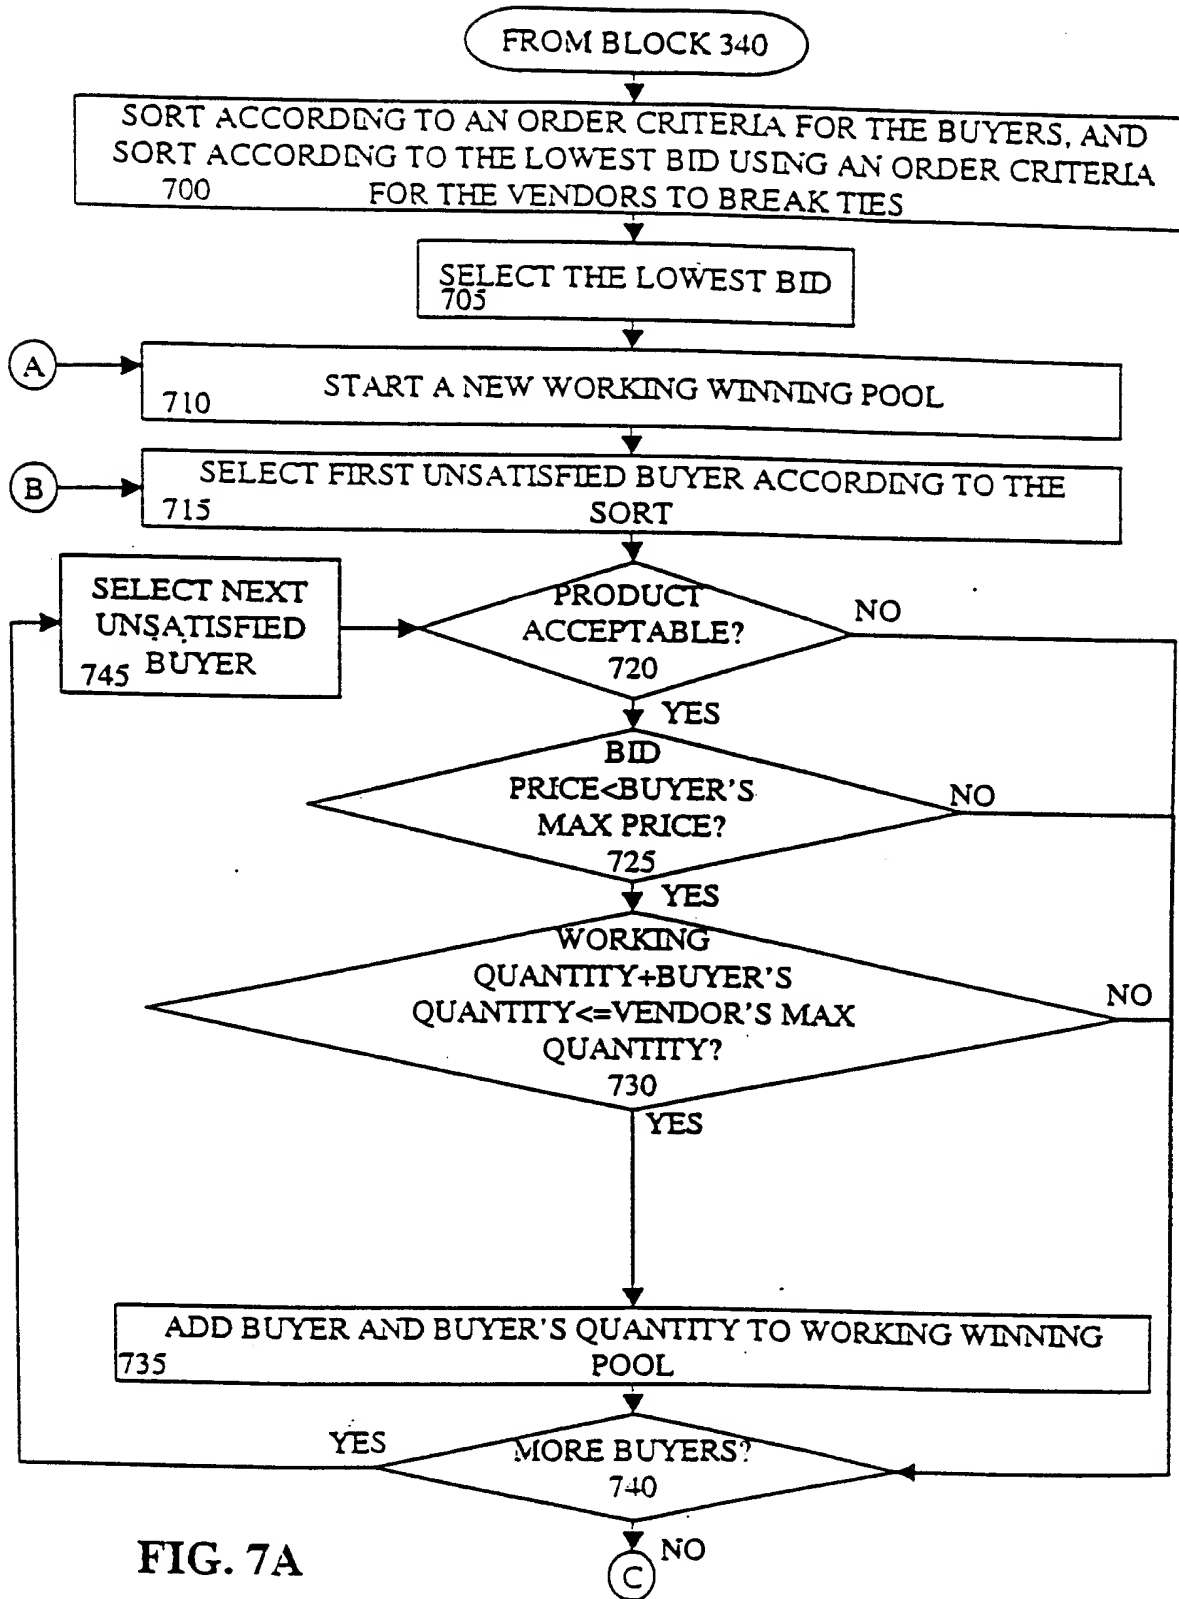 FROM BLOCK 340
SORT ACCORDING TO AN ORDER CRITERIA FOR THE BUYERS, AND
SORT ACCORDING TO THE LOWEST BID USING AN ORDER CRITERIA
700 FOR THE VENDORS TO BREAK TIES
SELECT THE LOWEST BID
705
A
START A NEW WORKING WINNING POOL
710
B
SELECT FIRST UNSATISFIED BUYER ACCORDING TO THE
715 SORT
SELECT NEXT
UNSATISFIED
745 BUYER
PRODUCT
ACCEPTABLE?
720
NO
YES
BID
PRICE<BUYER'S
MAX PRICE?
725
NO
YES
WORKING
QUANTITY+BUYER'S
QUANTITY<=VENDOR'S MAX
QUANTITY?
730
NO
YES
ADD BUYER AND BUYER'S QUANTITY TO WORKING WINNING
735 POOL
YES
MORE BUYERS?
740
NO
C
FIG. 7A